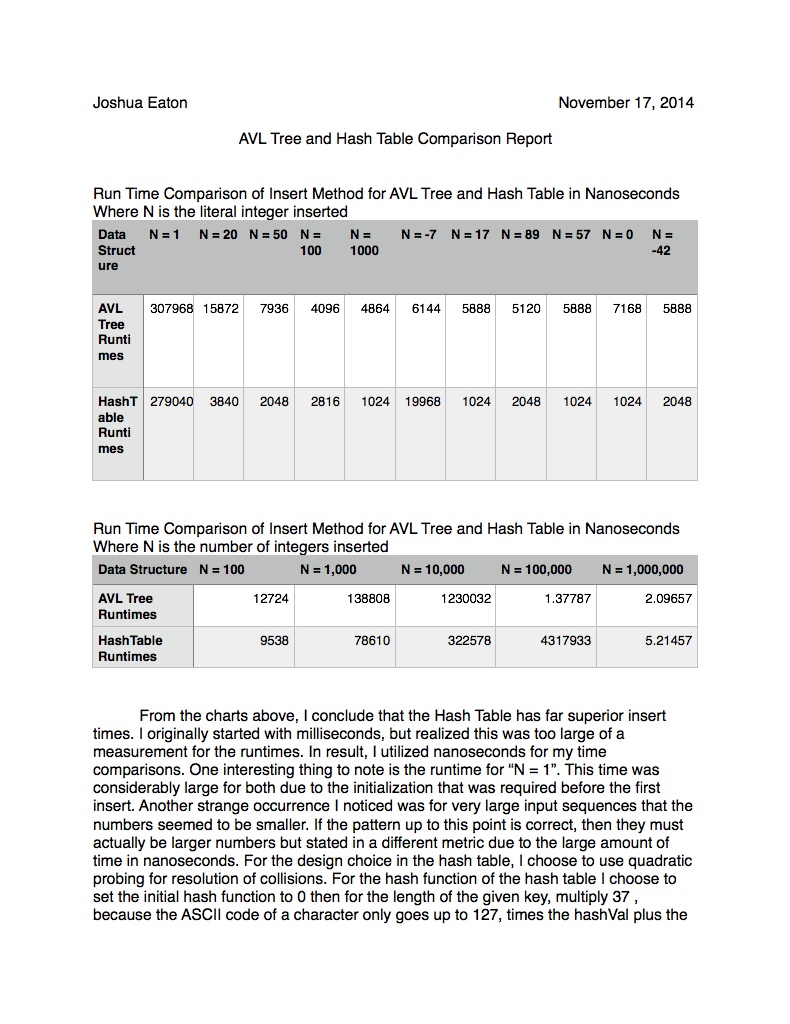 Joshua Eaton November 17, 2014
AVL Tree and Hash Table Comparison Report
Run Time Comparison of Insert Method for AVL Tree and Hash Table in Nanoseconds
Where N is the literal integer inserted
Data Struct ure N = 1 N = 20 N = 50 N = 100 N = 1000 N = -7 N = 17 N = 89 N = 57 N = 0 N = -42
AVL Tree Runti mes 307968 15872 7936 4096 4864 6144 5888 5120 5888 7168 5888
HashT able Runti mes 279040 3840 2048 2816 1024 19968 1024 2048 1024 1024 2048
Run Time Comparison of Insert Method for AVL Tree and Hash Table in Nanoseconds
Where N is the number of integers inserted
Data Structure N = 100 N = 1,000 N = 10,000 N = 100,000 N = 1,000,000
AVL Tree Runtimes 12724 138808 1230032 1.37787 2.09657
HashTable Runtimes 9538 78610 322578 4317933 5.21457
From the charts above, I conclude that the Hash Table has far superior insert
times. I originally started with milliseconds, but realized this was too large of a
measurement for the runtimes. In result, I utilized nanoseconds for my time
comparisons. One interesting thing to note is the runtime for “N = 1”. This time was
considerably large for both due to the initialization that was required before the first
insert. Another strange occurrence I noticed was for very large input sequences that the
numbers seemed to be smaller. If the pattern up to this point is correct, then they must
actually be larger numbers but stated in a different metric due to the large amount of
time in nanoseconds. For the design choice in the hash table, I choose to use quadratic
probing for resolution of collisions. For the hash function of the hash table I choose to
set the initial hash function to 0 then for the length of the given key, multiply 37 ,
because the ASCII code of a character only goes up to 127, times the hashVal plus the